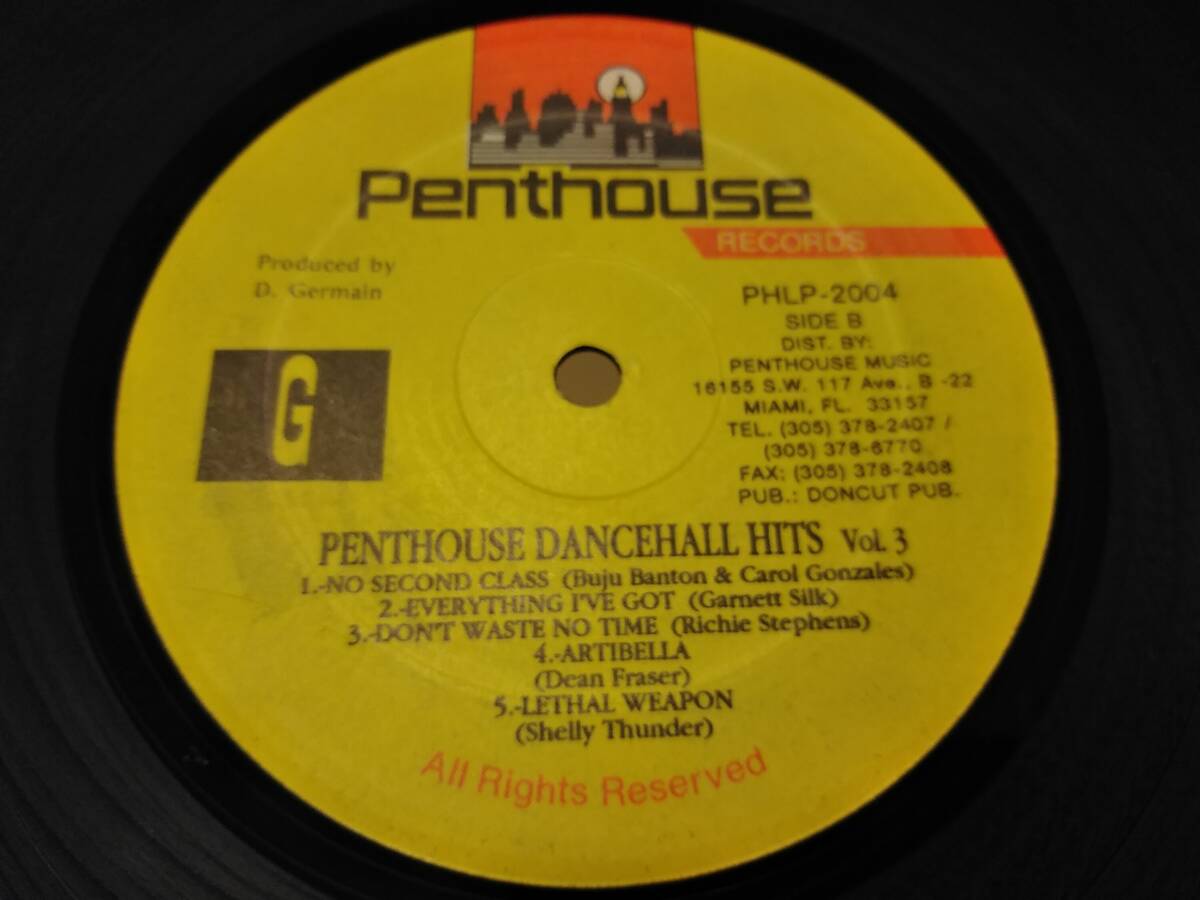 Penthouse
RECORDS
Produced by
D. Germain
G
PHLP-2004
SIDE B
DIST. BY:
PENTHOUSE MUSIC
16155 S.W. 117 Ave., B -22
MIAMI, FL. 33157
TEL. (305) 378-2407 /
(305) 378-6770
FAX: (305) 378-2408
PUB.: DONCUT PUB.
PENTHOUSE DANCEHALL HITS Vol. 3
1.-NO SECOND CLASS (Buju Banton & Carol Gonzales)
2.-EVERYTHING I'VE GOT (Garnett Silk)
3.-DON'T WASTE NO TIME (Richie Stephens)
4.-ARTIBELLA
(Dean Fraser)
5.-LETHAL WEAPON
(Shelly Thunder)
All Rights Reserved